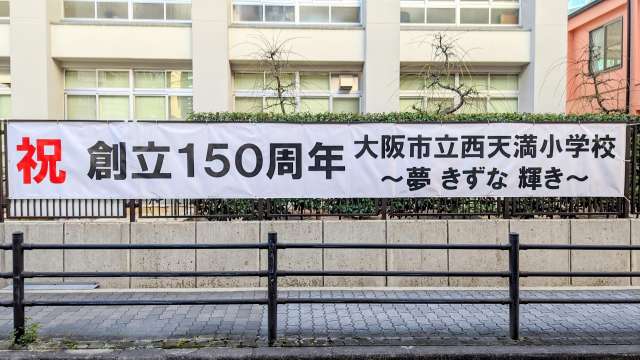 祝 創立150周年
大阪市立西天満小学校
～夢 きずな 輝き～